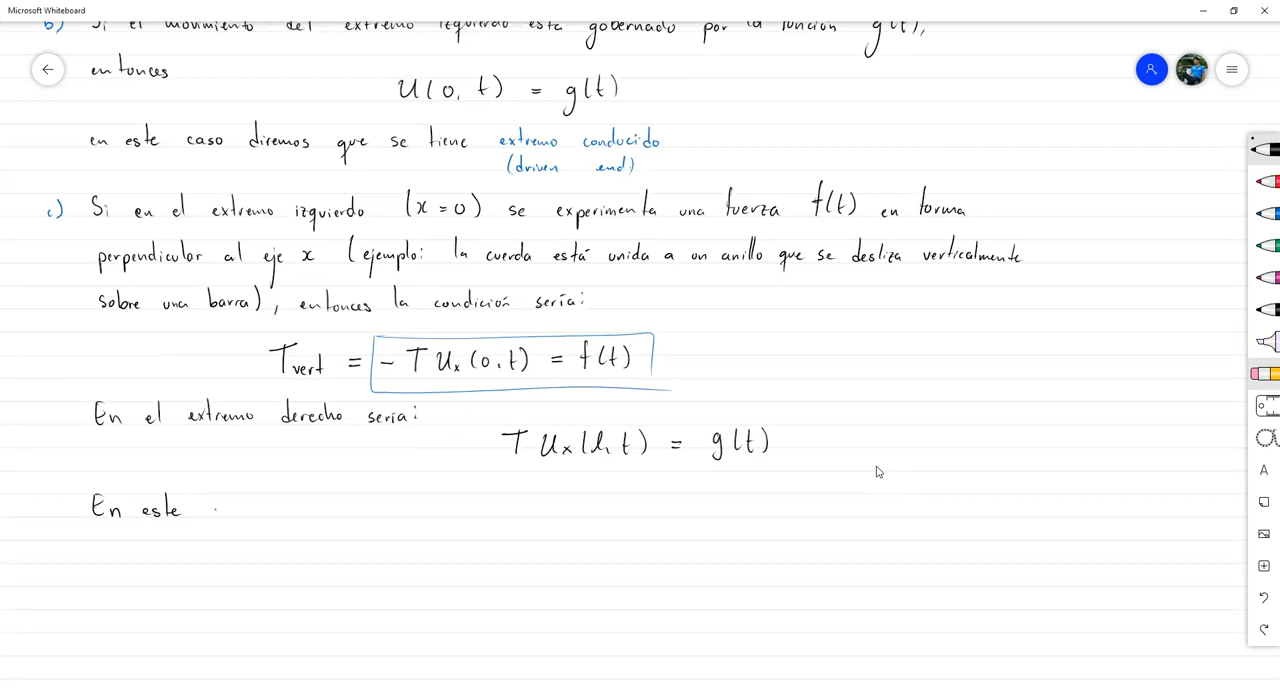 Microsoft Whiteboard
b) Si el movimiento del extremo izquierdo está gobernado por la función g(t),
entonces
u(0, t) = g(t)
en este caso diremos que se tiene extremo conducido
(driven end)
c) Si en el extremo izquierdo (x = 0) se experimenta una fuerza f(t) en forma
perpendicular al eje x (ejemplo: la cuerda está unida a un anillo que se desliza verticalmente
sobre una barra), entonces la condición sería:
T_vert = - T u_x (0, t) = f(t)
En el extremo derecho sería:
T u_x (l, t) = g(t)
En este
A